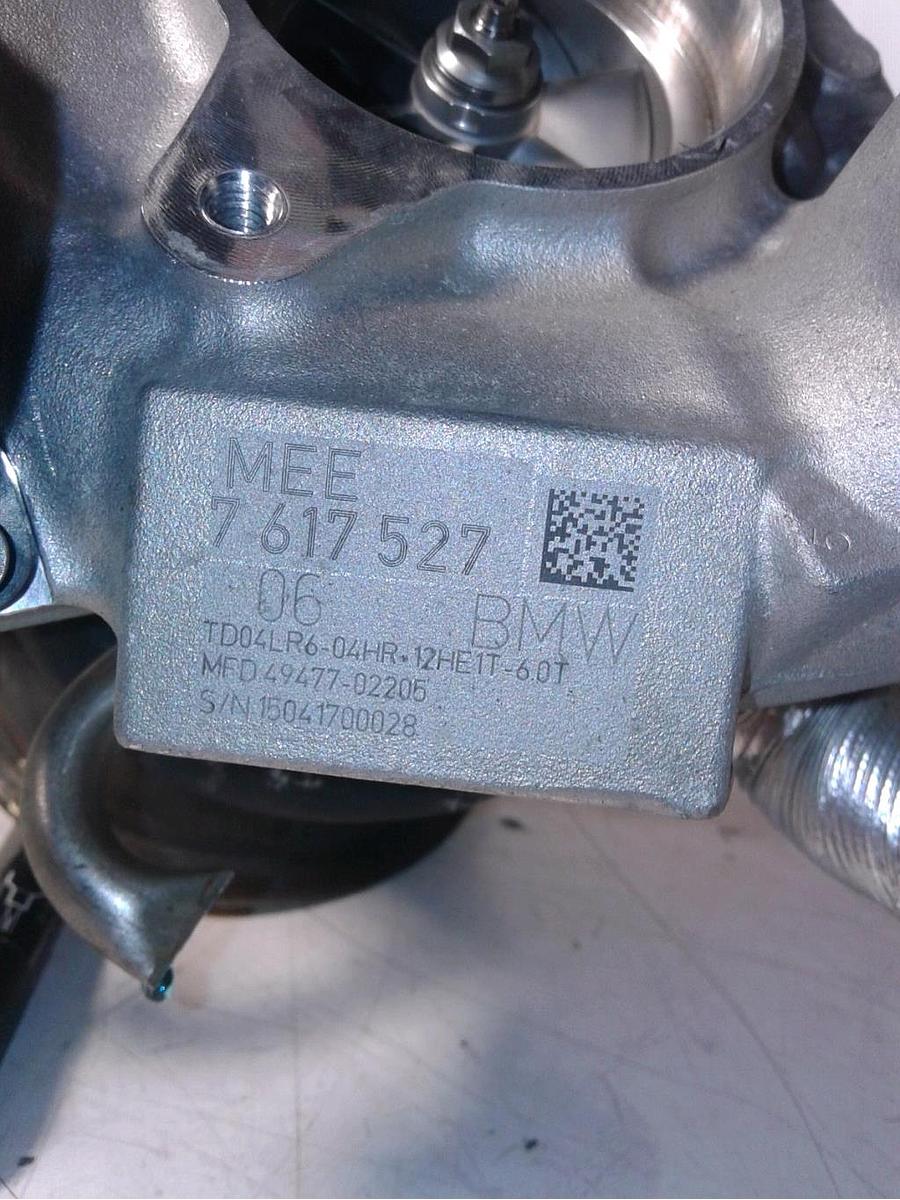 MEE
7 617 527
06 BMW
TD04LR6-04HR·12HE1T-6.0T
MFD 49477-02205
S/N 15041700028